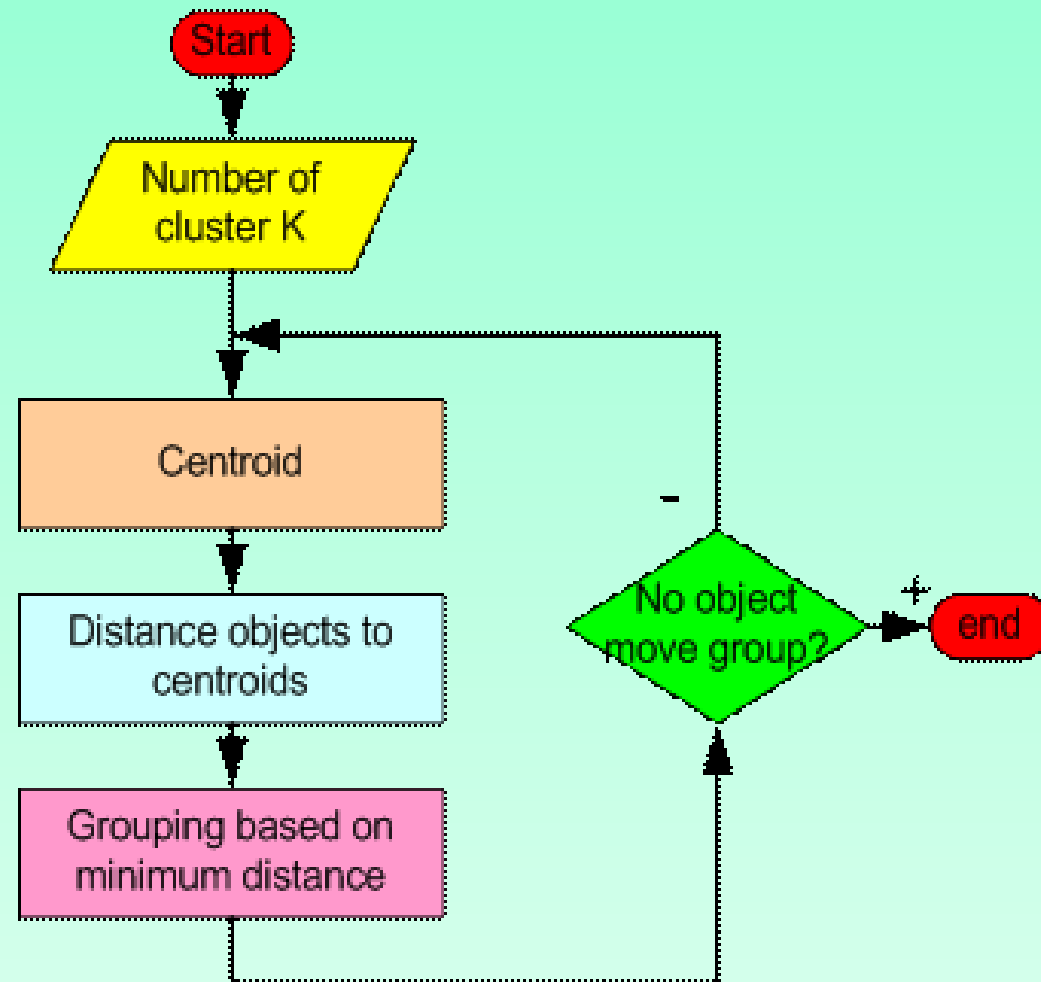 Start
Number of
cluster K
Centroid
Distance objects to
centroids
Grouping based on
minimum distance
-
No object
move group?
+
end